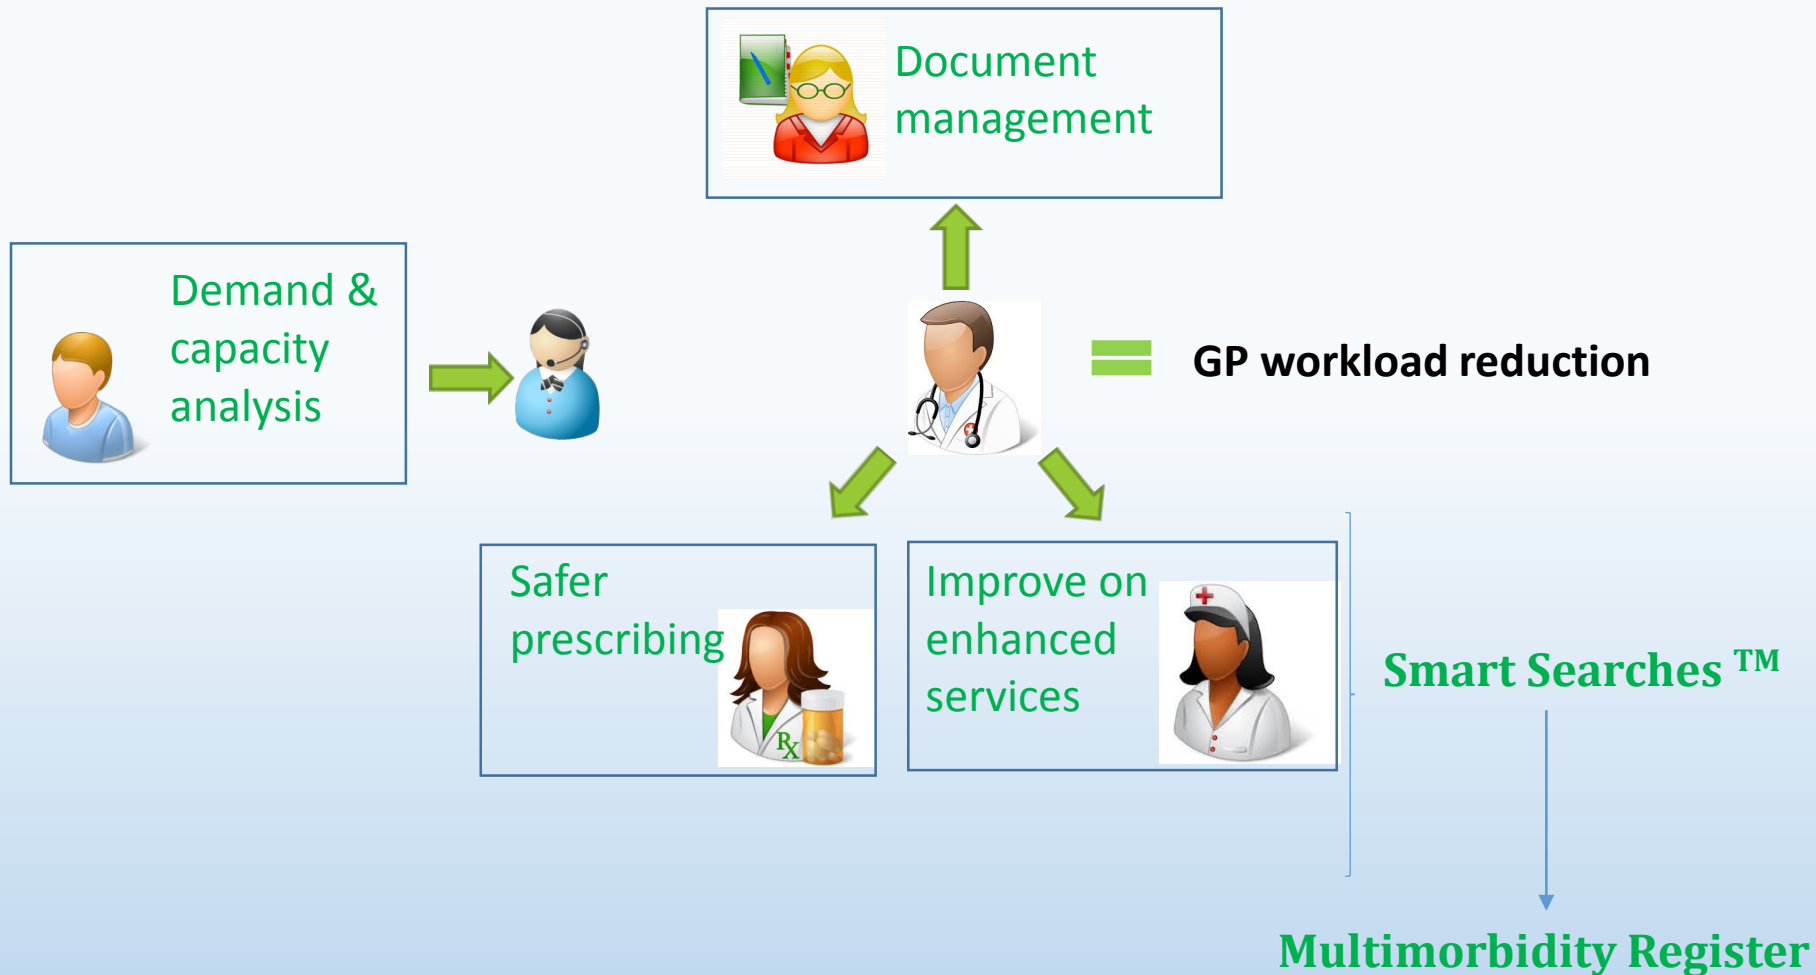 Document
management
Demand &
capacity
analysis
GP workload reduction
Safer
prescribing
Rx
Improve on
enhanced
services
Smart Searches ™
Multimorbidity Register